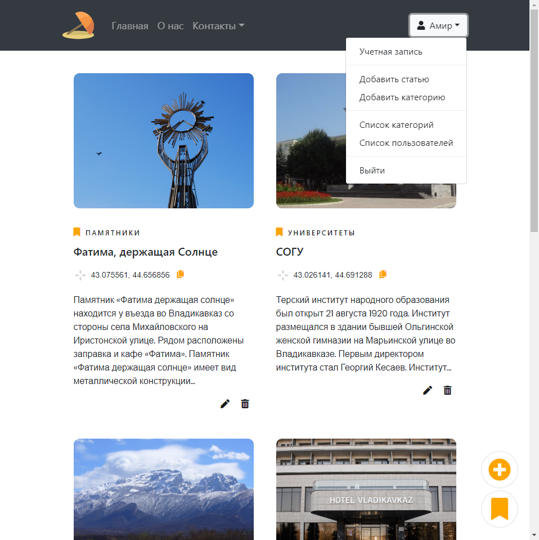 Главная О нас Контакты
Амир
Учетная запись
Добавить статью
Добавить категорию
Список категорий
Список пользователей
Выйти
ПАМЯТНИКИ
Фатима, держащая Солнце
43.075561, 44.656856
Памятник «Фатима держащая солнце»
находится у въезда во Владикавказ со
стороны села Михайловского на
Иристонской улице. Рядом расположены
заправка и кафе «Фатима». Памятник
«Фатима держащая солнце» имеет вид
металлической конструкции...
УНИВЕРСИТЕТЫ
СОГУ
43.026141, 44.691288
Терский институт народного образования
был открыт 21 августа 1920 года. Институт
размещался в здании бывшей Ольгинской
женской гимназии на Марьинской улице во
Владикавказе. Первым директором
института стал Георгий Кесаев. Институт...
HOTEL VLADIKAVKAZ